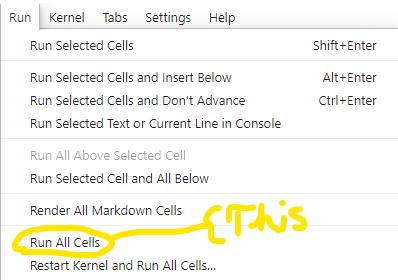 Run Kernel Tabs Settings Help
Run Selected Cells Shift+Enter
Run Selected Cells and Insert Below Alt+Enter
Run Selected Cells and Don't Advance Ctrl+Enter
Run Selected Text or Current Line in Console
Run All Above Selected Cell
Run Selected Cell and All Below
Render All Markdown Cells
This
Run All Cells
Restart Kernel and Run All Cells...